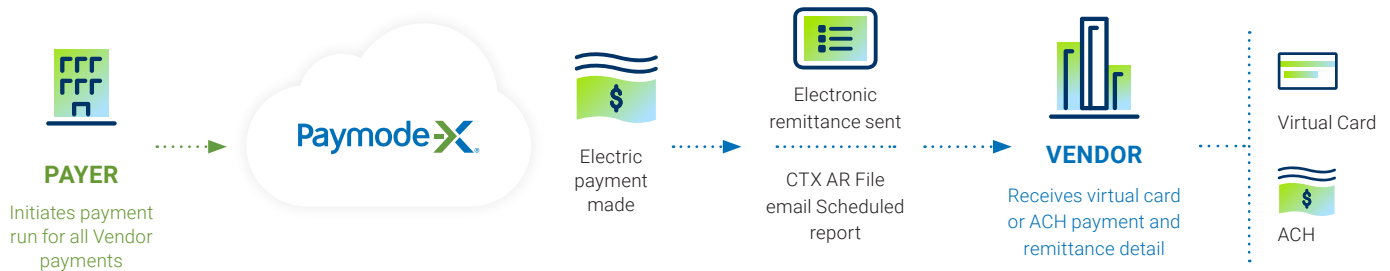 PAYER
Initiates payment
run for all Vendor
payments
Paymode-X®
$
Electric
payment
made
Electronic
remittance sent
CTX AR File
email Scheduled
report
VENDOR
Receives virtual card
or ACH payment and
remittance detail
Virtual Card
$
ACH